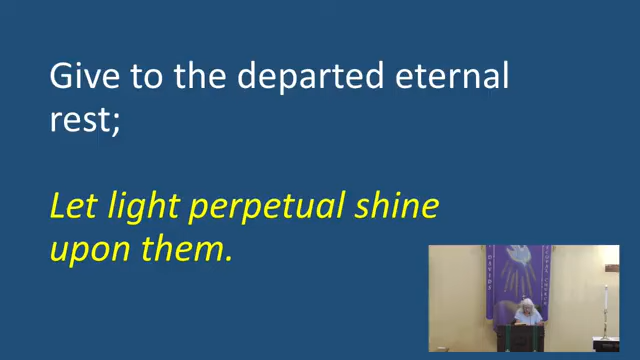 Give to the departed eternal
rest;
Let light perpetual shine
upon them.